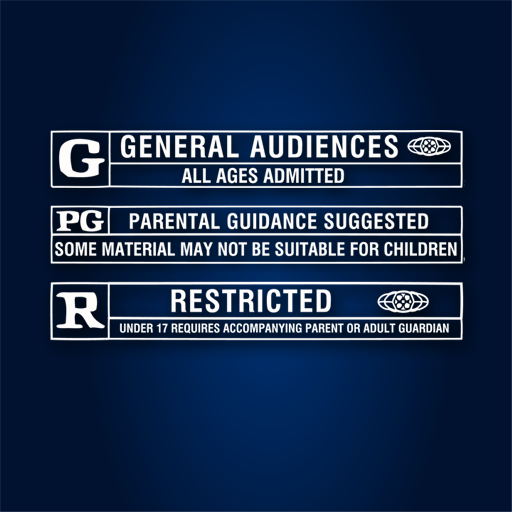 G GENERAL AUDIENCES
ALL AGES ADMITTED
PG PARENTAL GUIDANCE SUGGESTED
SOME MATERIAL MAY NOT BE SUITABLE FOR CHILDREN
R RESTRICTED
UNDER 17 REQUIRES ACCOMPANYING PARENT OR ADULT GUARDIAN